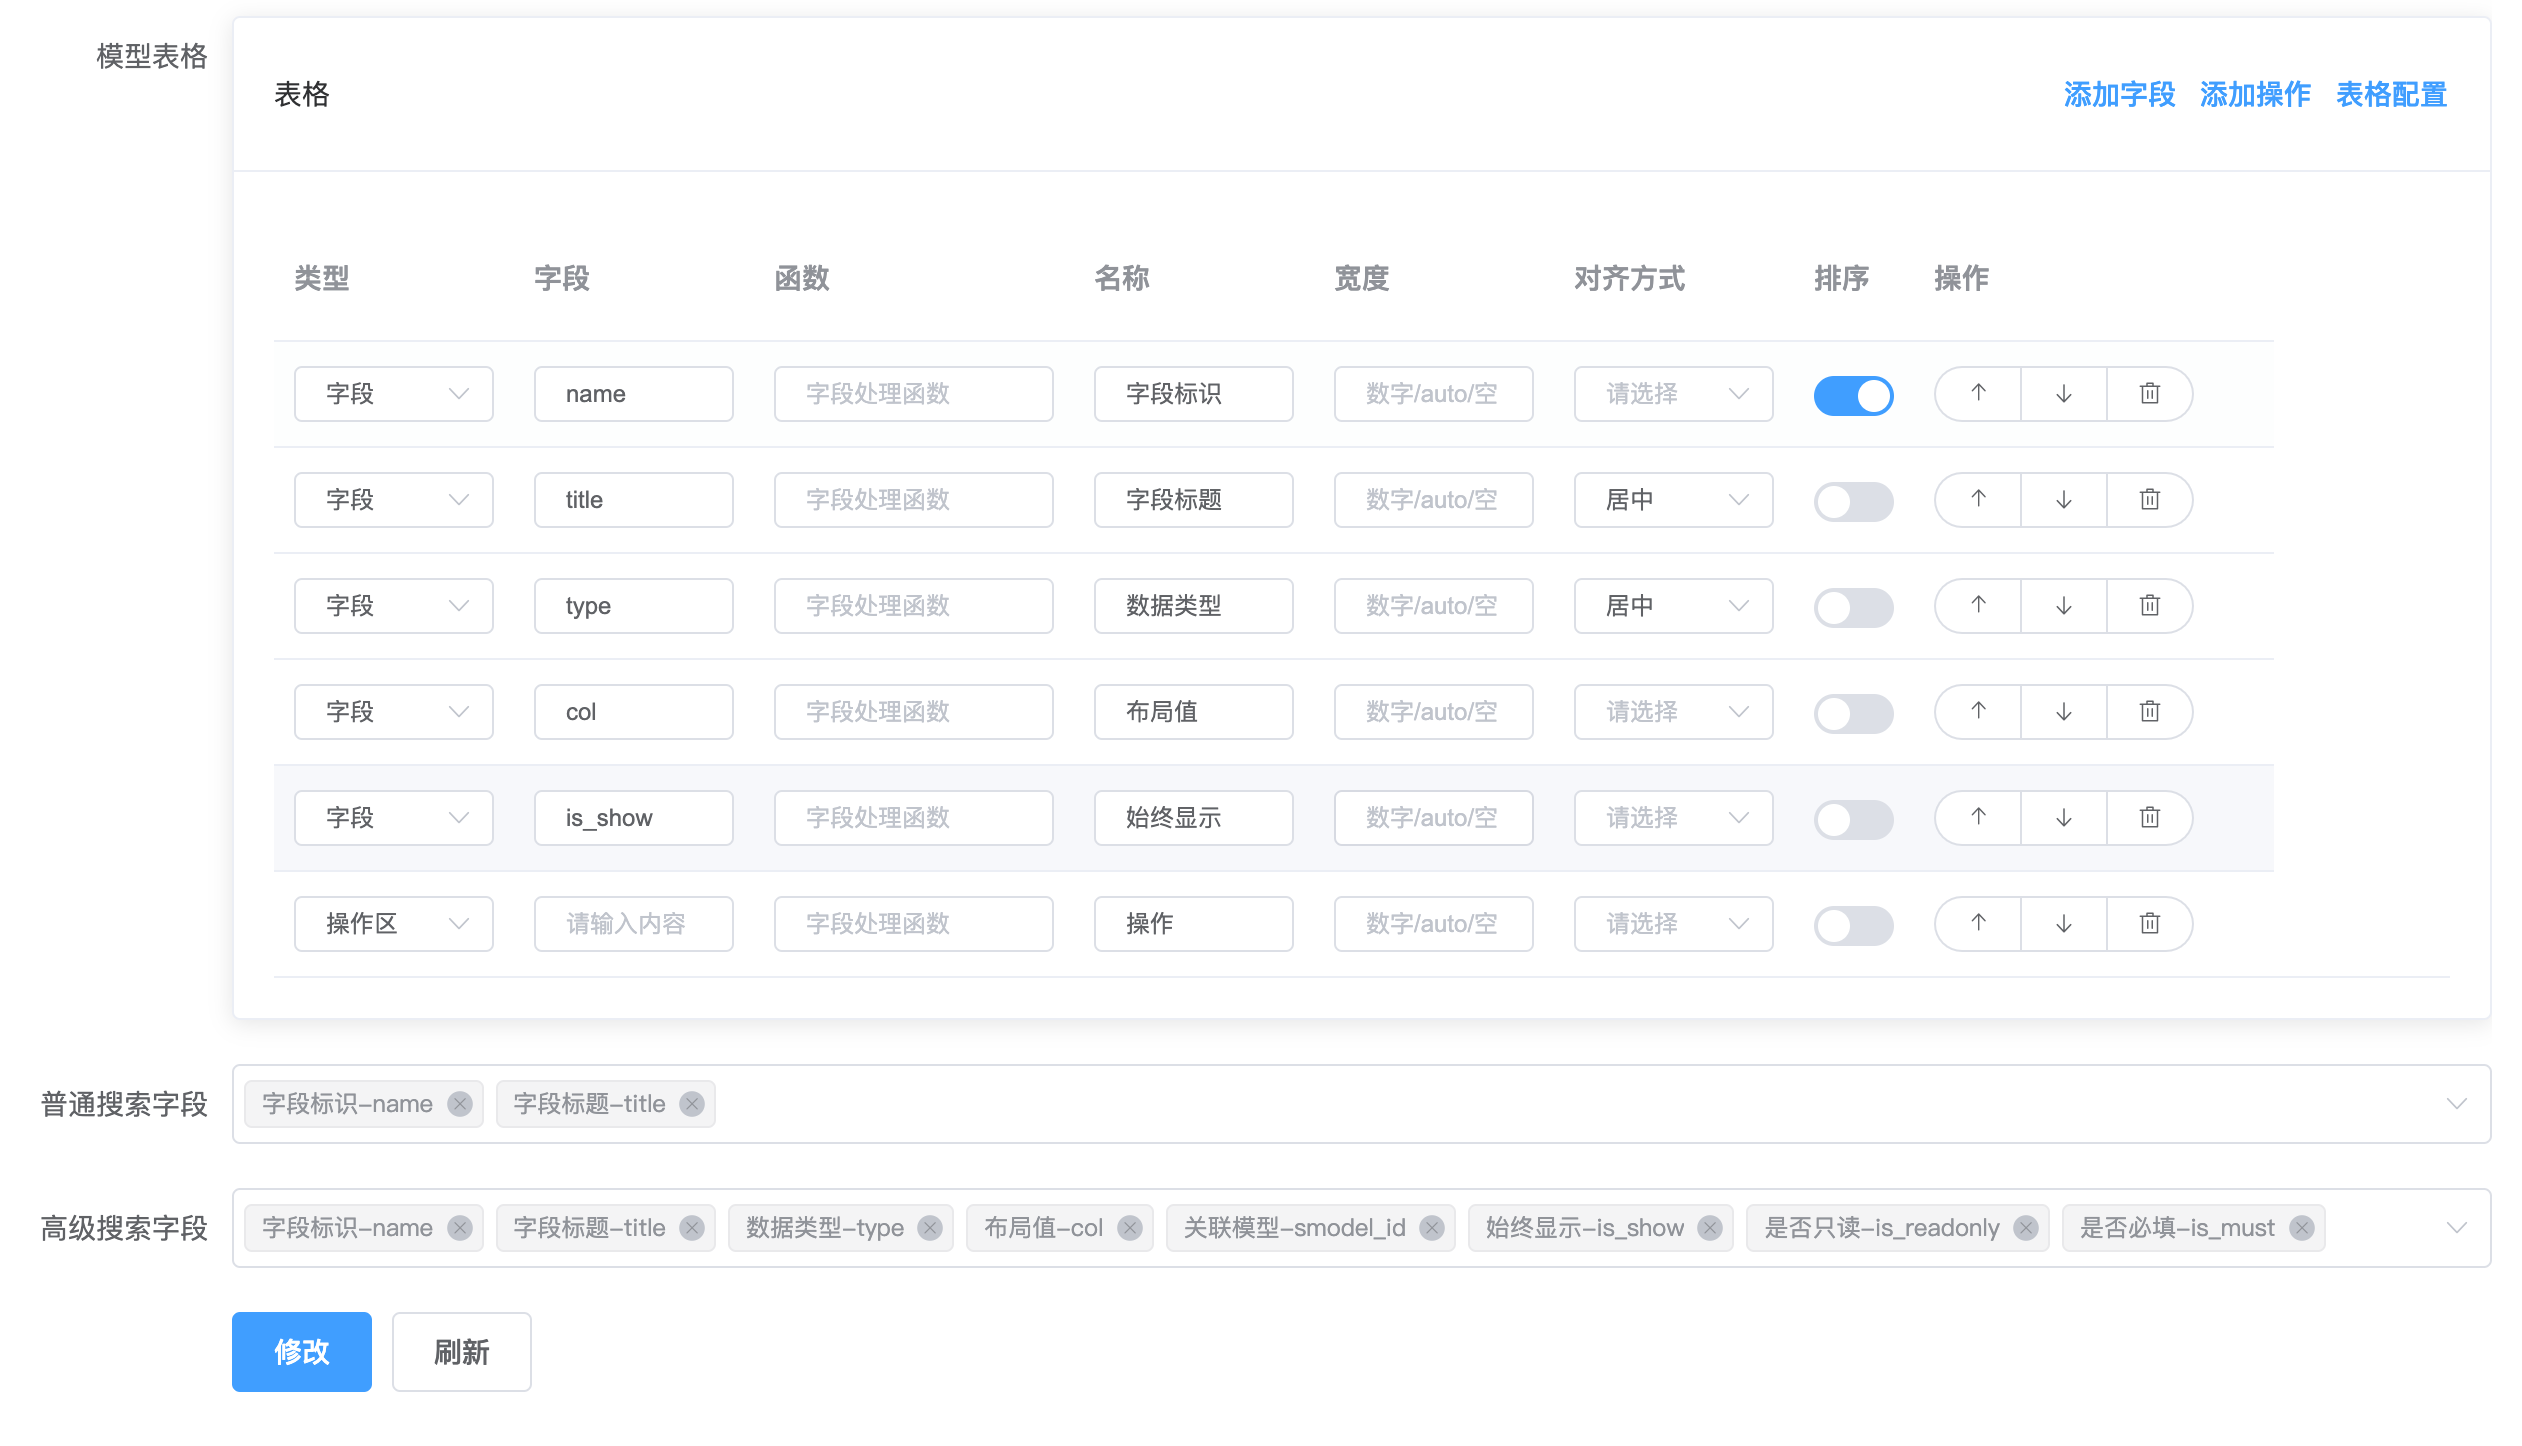 模型表格
表格 添加字段 添加操作 表格配置
类型 字段 函数 名称 宽度 对齐方式 排序 操作
字段 name 字段处理函数 字段标识 数字/auto/空 请选择
字段 title 字段处理函数 字段标题 数字/auto/空 居中
字段 type 字段处理函数 数据类型 数字/auto/空 居中
字段 col 字段处理函数 布局值 数字/auto/空 请选择
字段 is_show 字段处理函数 始终显示 数字/auto/空 请选择
操作区 请输入内容 字段处理函数 操作 数字/auto/空 请选择
普通搜索字段 字段标识-name 字段标题-title
高级搜索字段 字段标识-name 字段标题-title 数据类型-type 布局值-col 关联模型-smodel_id 始终显示-is_show 是否只读-is_readonly 是否必填-is_must
修改 刷新